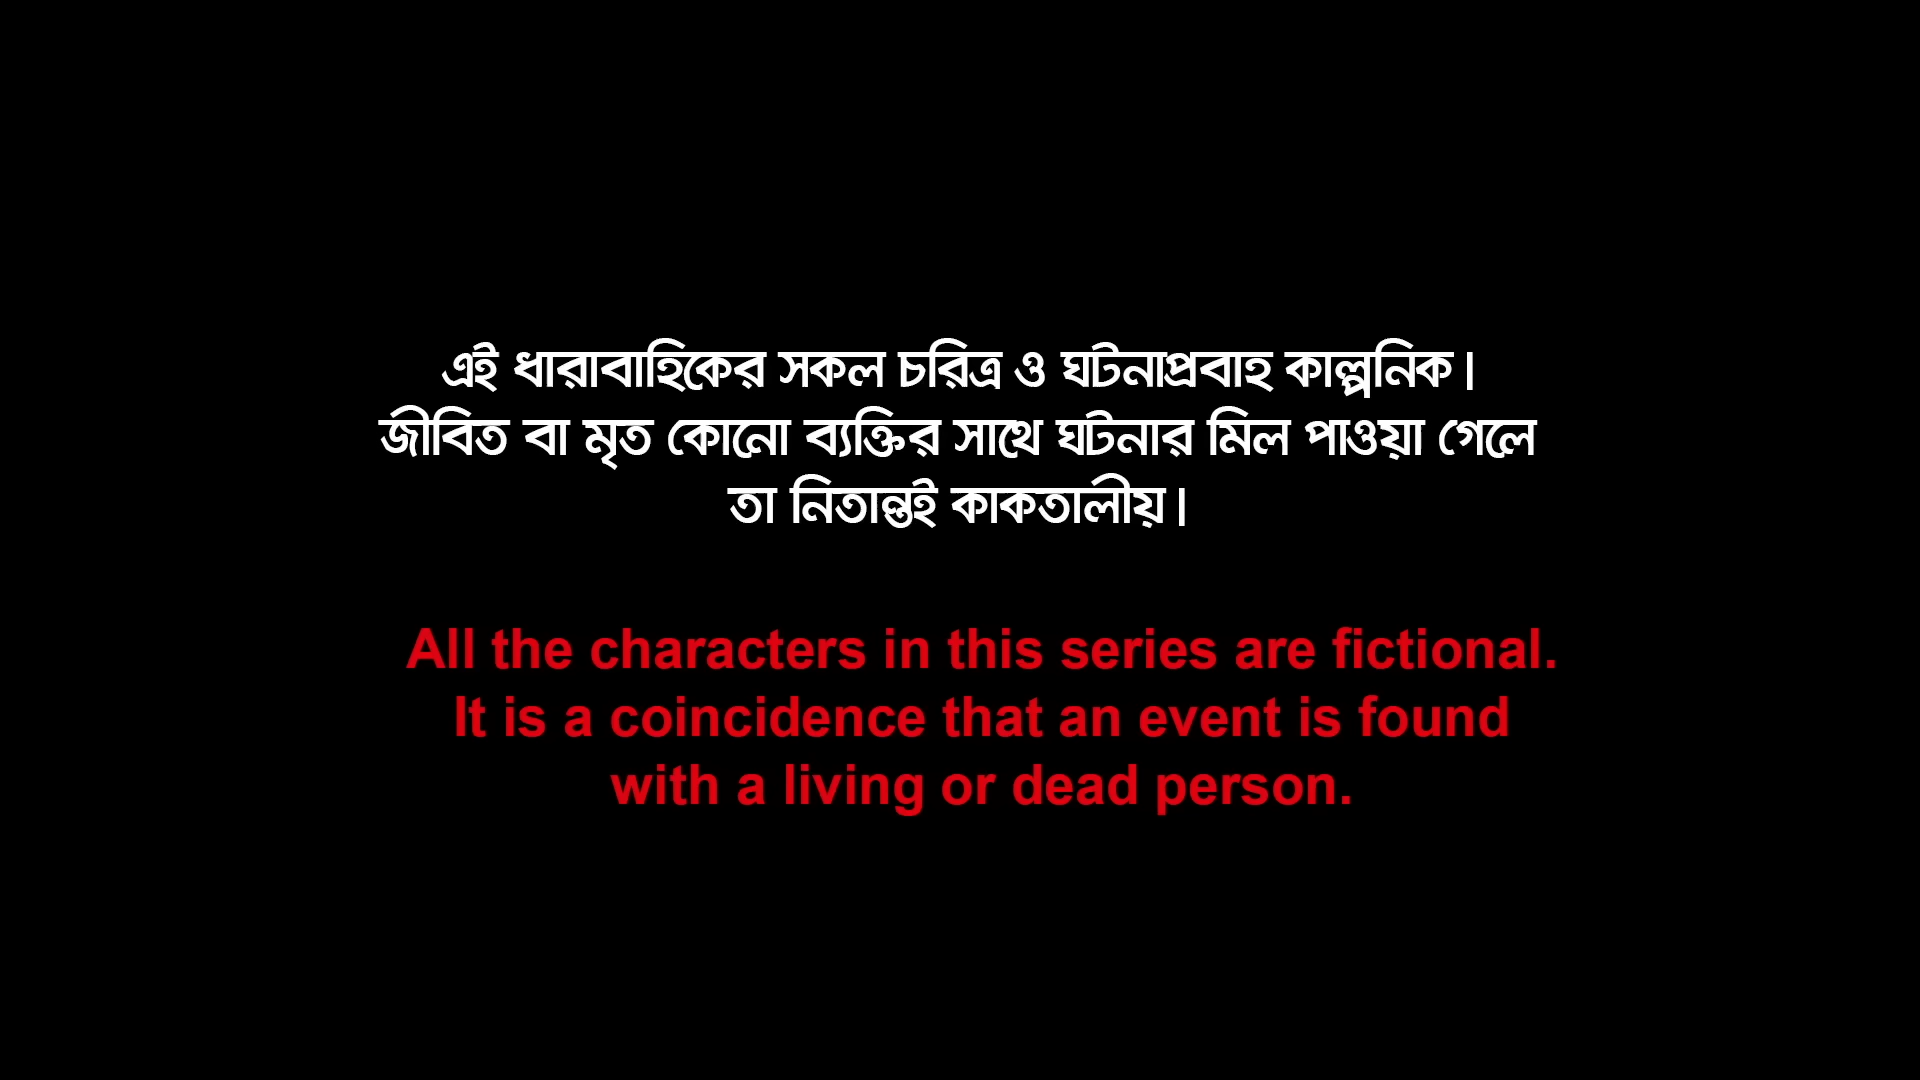 এই ধারাবাহিকের সকল চরিত্র ও ঘটনাপ্রবাহ কাল্পনিক।
জীবিত বা মৃত কোনো ব্যক্তির সাথে ঘটনার মিল পাওয়া গেলে
তা নিতান্তই কাকতালীয়।
All the characters in this series are fictional.
It is a coincidence that an event is found
with a living or dead person.